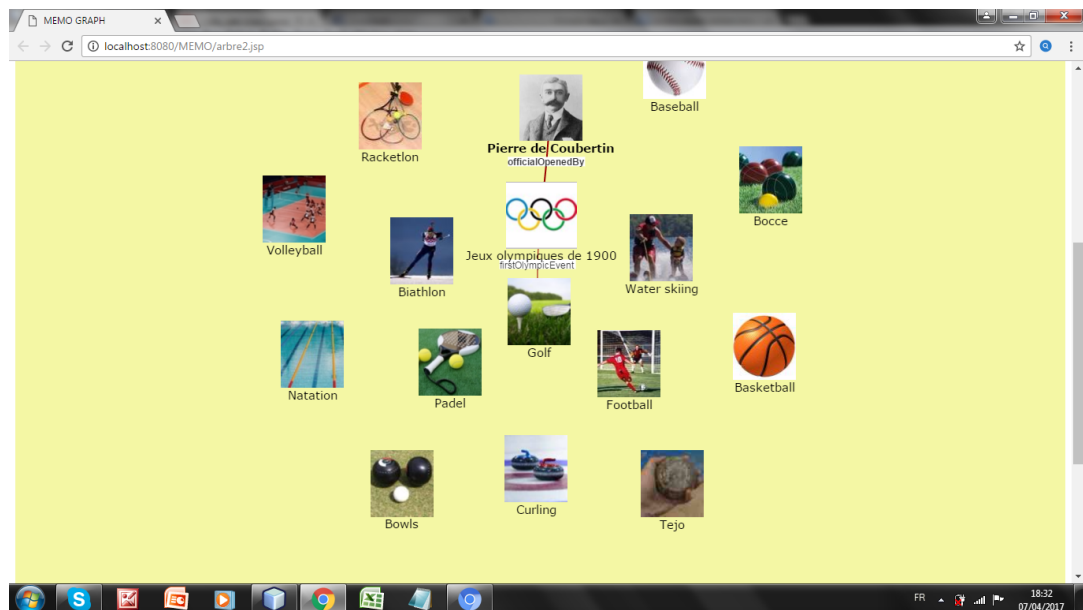 MEMO GRAPH
localhost:8080/MEMO/arbre2.jsp
Baseball
Pierre de Coubertin
Racketlon
officialOpenedBy
Bocce
Volleyball
Jeux olympiques de 1900
firstOlympicEvent
Biathlon
Water skiing
Golf
Basketball
Natation
Padel
Football
Bowls
Curling
Tejo
FR
18:32
07/04/2017